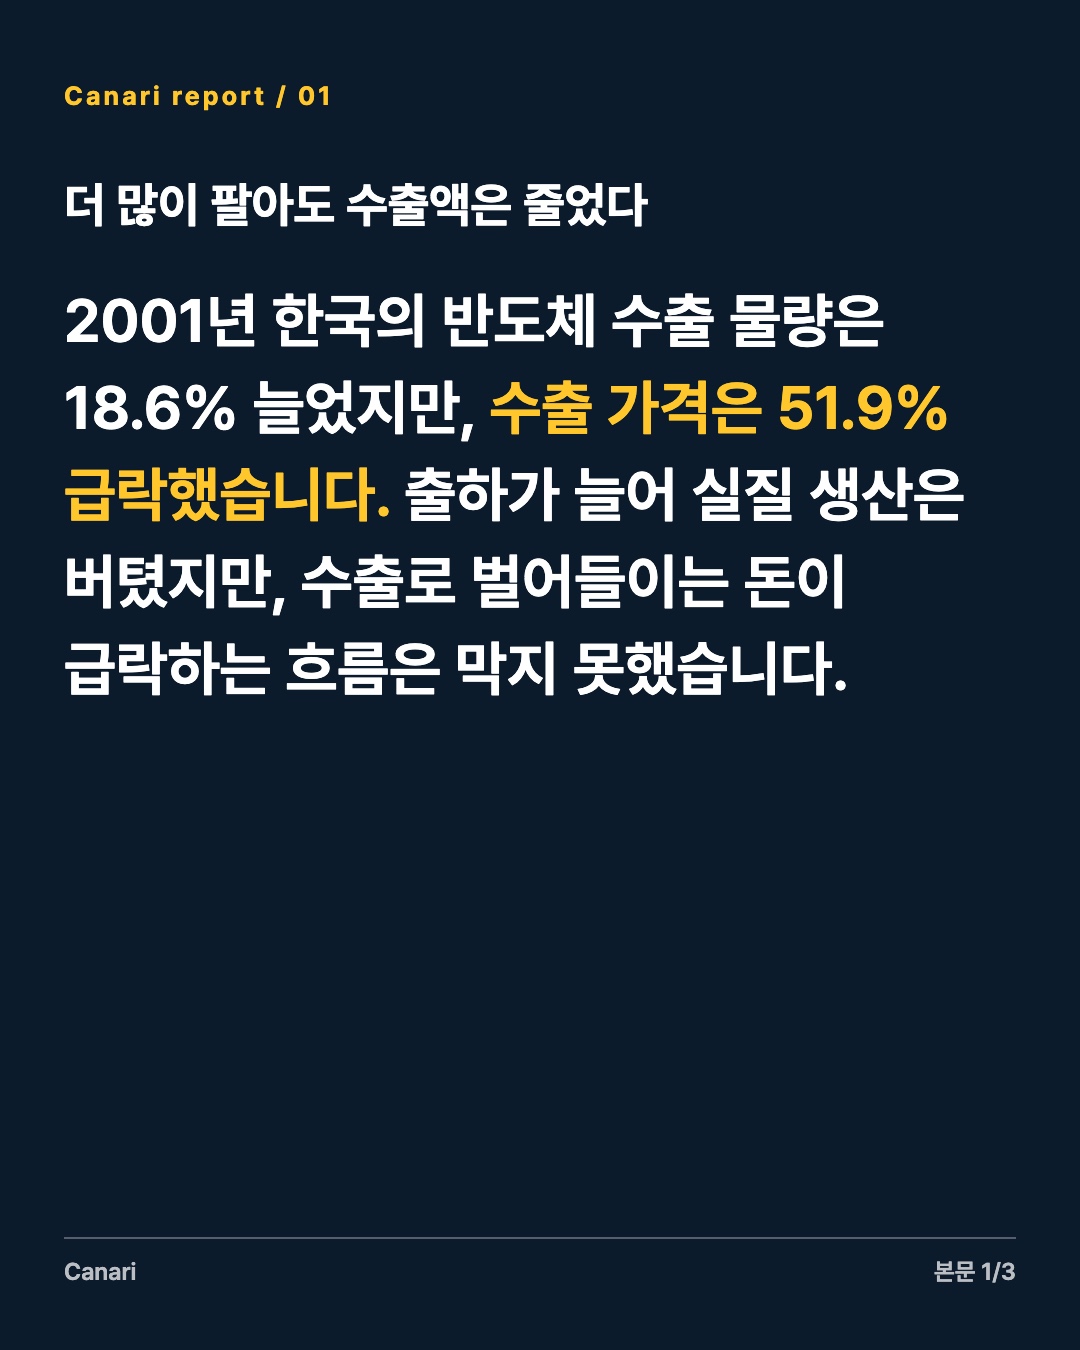 Canari report / 01
더 많이 팔아도 수출액은 줄었다
2001년 한국의 반도체 수출 물량은
18.6% 늘었지만, 수출 가격은 51.9%
급락했습니다. 출하가 늘어 실질 생산은
버텼지만, 수출로 벌어들이는 돈이
급락하는 흐름은 막지 못했습니다.
Canari
본문 1/3